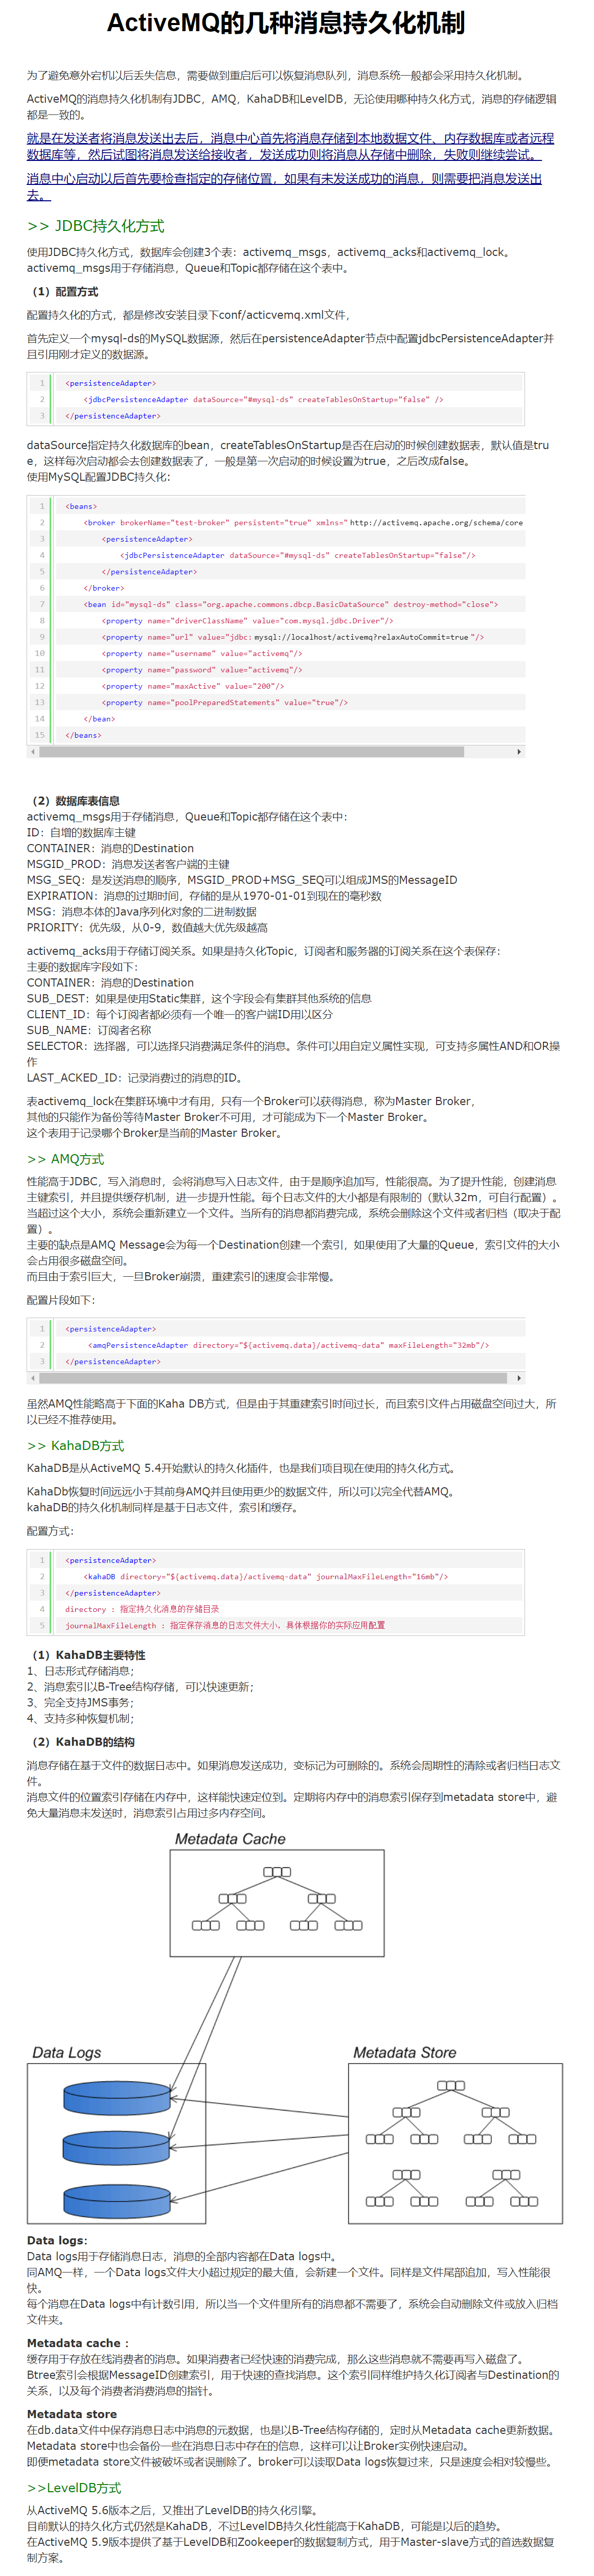 ActiveMQ的几种消息持久化机制
为了避免意外宕机以后丢失信息，需要做到重启后可以恢复消息队列，消息系统一般都会采用持久化机制。
ActiveMQ的消息持久化机制有JDBC，AMQ，KahaDB和LevelDB，无论使用哪种持久化方式，消息的存储逻辑
都是一致的。
就是在发送者将消息发送出去后，消息中心首先将消息存储到本地数据文件、内存数据库或者远程
数据库等，然后试图将消息发送给接收者，发送成功则将消息从存储中删除，失败则继续尝试。
消息中心启动以后首先要检查指定的存储位置，如果有未发送成功的消息，则需要把消息发送出
去。
>> JDBC持久化方式
使用JDBC持久化方式，数据库会创建3个表：activemq_msgs，activemq_acks和activemq_lock。
activemq_msgs用于存储消息，Queue和Topic都存储在这个表中。
（1）配置方式
配置持久化的方式，都是修改安装目录下conf/acticvemq.xml文件，
首先定义一个mysql-ds的MySQL数据源，然后在persistenceAdapter节点中配置jdbcPersistenceAdapter并
且引用刚才定义的数据源。
1 <persistenceAdapter>
2 <jdbcPersistenceAdapter dataSource="#mysql-ds" createTablesOnStartup="false" />
3 </persistenceAdapter>
dataSource指定持久化数据库的bean，createTablesOnStartup是否在启动的时候创建数据表，默认值是tru
e，这样每次启动都会去创建数据表了，一般是第一次启动的时候设置为true，之后改成false。
使用MySQL配置JDBC持久化：
1 <beans>
2 <broker brokerName="test-broker" persistent="true" xmlns="http://activemq.apache.org/schema/core
3 <persistenceAdapter>
4 <jdbcPersistenceAdapter dataSource="#mysql-ds" createTablesOnStartup="false"/>
5 </persistenceAdapter>
6 </broker>
7 <bean id="mysql-ds" class="org.apache.commons.dbcp.BasicDataSource" destroy-method="close">
8 <property name="driverClassName" value="com.mysql.jdbc.Driver"/>
9 <property name="url" value="jdbc:mysql://localhost/activemq?relaxAutoCommit=true"/>
10 <property name="username" value="activemq"/>
11 <property name="password" value="activemq"/>
12 <property name="maxActive" value="200"/>
13 <property name="poolPreparedStatements" value="true"/>
14 </bean>
15 </beans>
（2）数据库表信息
activemq_msgs用于存储消息，Queue和Topic都存储在这个表中：
ID：自增的数据库主键
CONTAINER：消息的Destination
MSGID_PROD：消息发送者客户端的主键
MSG_SEQ：是发送消息的顺序，MSGID_PROD+MSG_SEQ可以组成JMS的MessageID
EXPIRATION：消息的过期时间，存储的是从1970-01-01到现在的毫秒数
MSG：消息本体的Java序列化对象的二进制数据
PRIORITY：优先级，从0-9，数值越大优先级越高
activemq_acks用于存储订阅关系。如果是持久化Topic，订阅者和服务器的订阅关系在这个表保存：
主要的数据库字段如下：
CONTAINER：消息的Destination
SUB_DEST：如果是使用Static集群，这个字段会有集群其他系统的信息
CLIENT_ID：每个订阅者都必须有一个唯一的客户端ID用以区分
SUB_NAME：订阅者名称
SELECTOR：选择器，可以选择只消费满足条件的消息。条件可以用自定义属性实现，可支持多属性AND和OR操
作
LAST_ACKED_ID：记录消费过的消息的ID。
表activemq_lock在集群环境中才有用，只有一个Broker可以获得消息，称为Master Broker，
其他的只能作为备份等待Master Broker不可用，才可能成为下一个Master Broker。
这个表用于记录哪个Broker是当前的Master Broker。
>> AMQ方式
性能高于JDBC，写入消息时，会将消息写入日志文件，由于是顺序追加写，性能很高。为了提升性能，创建消息
主键索引，并且提供缓存机制，进一步提升性能。每个日志文件的大小都是有限制的（默认32m，可自行配置）。
当超过这个大小，系统会重新建立一个文件。当所有的消息都消费完成，系统会删除这个文件或者归档（取决于配
置）。
主要的缺点是AMQ Message会为每一个Destination创建一个索引，如果使用了大量的Queue，索引文件的大小
会占用很多磁盘空间。
而且由于索引巨大，一旦Broker崩溃，重建索引的速度会非常慢。
配置片段如下：
1 <persistenceAdapter>
2 <amqPersistenceAdapter directory="${activemq.data}/activemq-data" maxFileLength="32mb"/>
3 </persistenceAdapter>
虽然AMQ性能略高于下面的Kaha DB方式，但是由于其重建索引时间过长，而且索引文件占用磁盘空间过大，所
以已经不推荐使用。
>> KahaDB方式
KahaDB是从ActiveMQ 5.4开始默认的持久化插件，也是我们项目现在使用的持久化方式。
KahaDb恢复时间远远小于其前身AMQ并且使用更少的数据文件，所以可以完全代替AMQ。
kahaDB的持久化机制同样是基于日志文件，索引和缓存。
配置方式：
1 <persistenceAdapter>
2 <kahaDB directory="${activemq.data}/activemq-data" journalMaxFileLength="16mb"/>
3 </persistenceAdapter>
4 directory : 指定持久化消息的存储目录
5 journalMaxFileLength : 指定保存消息的日志文件大小，具体根据你的实际应用配置
（1）KahaDB主要特性
1、日志形式存储消息；
2、消息索引以B-Tree结构存储，可以快速更新；
3、完全支持JMS事务；
4、支持多种恢复机制；
（2）KahaDB的结构
消息存储在基于文件的数据日志中。如果消息发送成功，变标记为可删除的。系统会周期性的清除或者归档日志文
件。
消息文件的位置索引存储在内存中，这样能快速定位到。定期将内存中的消息索引保存到metadata store中，避
免大量消息未发送时，消息索引占用过多内存空间。
Metadata Cache
Data Logs
Metadata Store
Data logs：
Data logs用于存储消息日志，消息的全部内容都在Data logs中。
同AMQ一样，一个Data logs文件大小超过规定的最大值，会新建一个文件。同样是文件尾部追加，写入性能很
快。
每个消息在Data logs中有计数引用，所以当一个文件里所有的消息都不需要了，系统会自动删除文件或放入归档
文件夹。
Metadata cache ：
缓存用于存放在线消费者的消息。如果消费者已经快速的消费完成，那么这些消息就不需要再写入磁盘了。
Btree索引会根据MessageID创建索引，用于快速的查找消息。这个索引同样维护持久化订阅者与Destination的
关系，以及每个消费者消费消息的指针。
Metadata store
在db.data文件中保存消息日志中消息的元数据，也是以B-Tree结构存储的，定时从Metadata cache更新数据。
Metadata store中也会备份一些在消息日志中存在的信息，这样可以让Broker实例快速启动。
即便metadata store文件被破坏或者误删除了。broker可以读取Data logs恢复过来，只是速度会相对较慢些。
>>LevelDB方式
从ActiveMQ 5.6版本之后，又推出了LevelDB的持久化引擎。
目前默认的持久化方式仍然是KahaDB，不过LevelDB持久化性能高于KahaDB，可能是以后的趋势。
在ActiveMQ 5.9版本提供了基于LevelDB和Zookeeper的数据复制方式，用于Master-slave方式的首选数据复
制方案。